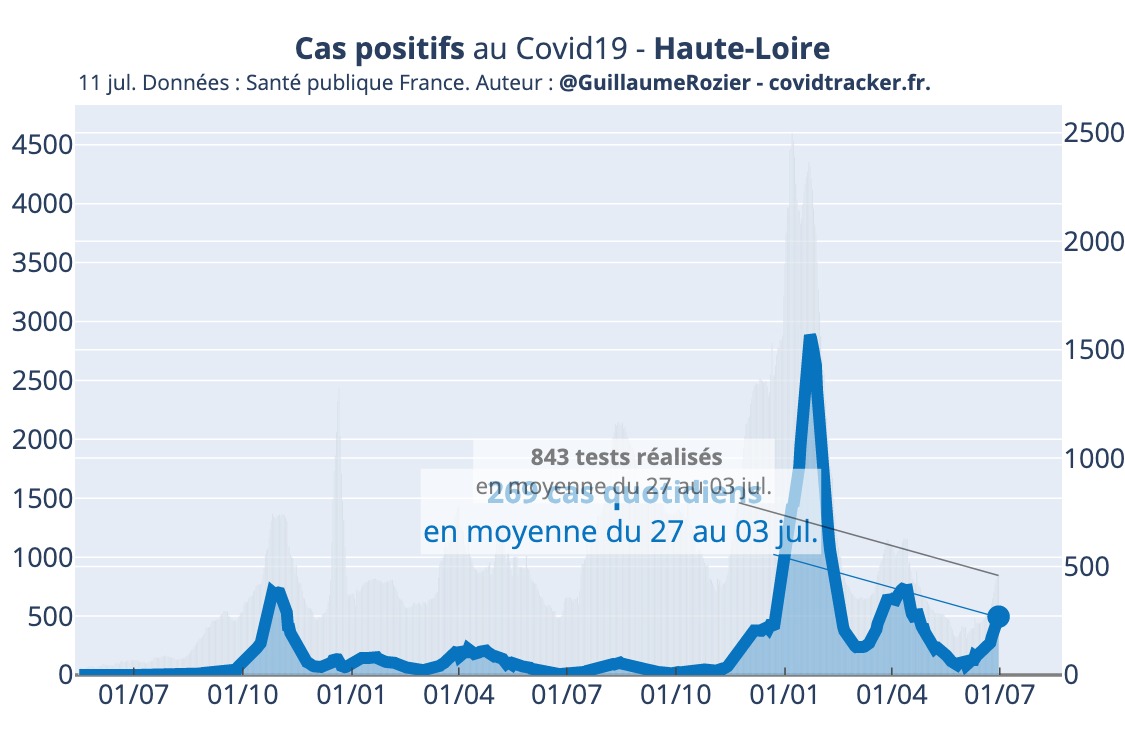 Cas positifs au Covid19 - Haute-Loire
11 jul. Données : Santé publique France. Auteur : @GuillaumeRozier - covidtracker.fr.
4500
4000
3500
3000
2500
2000
1500
1000
500
0
2500
2000
1500
1000
500
0
843 tests réalisés
en moyenne du 27 au 03 jul.
269 cas quotidiens
en moyenne du 27 au 03 jul.
01/07 01/10 01/01 01/04 01/07 01/10 01/01 01/04 01/07